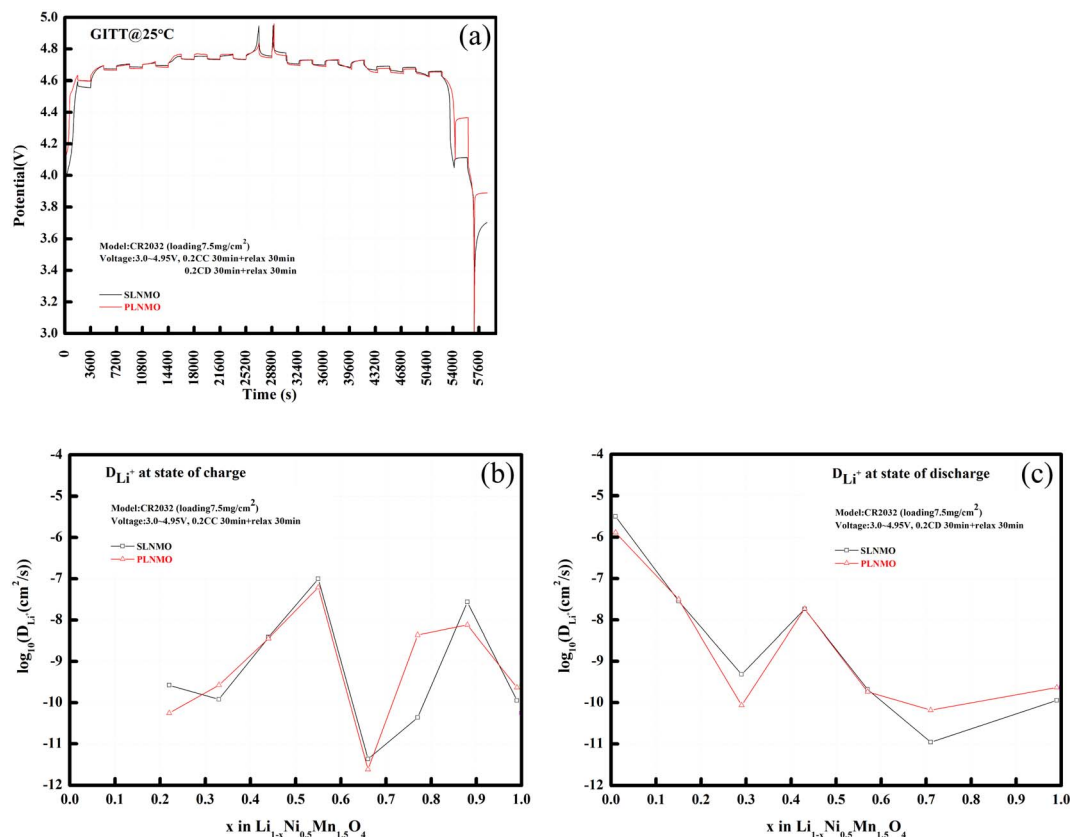 GITT@25°C
(a)
5.0
4.8
4.6
4.4
4.2
4.0
3.8
3.6
3.4
3.2
3.0
Potential(V)
Model:CR2032 (loading7.5mg/cm²)
Voltage:3.0~4.95V, 0.2CC 30min+relax 30min
0.2CD 30min+relax 30min
SLNMO
PLNMO
0 3600 7200 10800 14400 18000 21600 25200 28800 32400 36000 39600 43200 46800 50400 54000 57600
Time (s)
D_Li⁺ at state of charge
(b)
Model:CR2032 (loading7.5mg/cm²)
Voltage:3.0~4.95V, 0.2CC 30min+relax 30min
SLNMO
PLNMO
-4
-5
-6
-7
-8
-9
-10
-11
-12
log₁₀(D_Li⁺(cm²/s))
0.0 0.1 0.2 0.3 0.4 0.5 0.6 0.7 0.8 0.9 1.0
x in Li₁₋ₓNi₀.₅Mn₁.₅O₄
D_Li⁺ at state of discharge
(c)
Model:CR2032 (loading7.5mg/cm²)
Voltage:3.0~4.95V, 0.2CD 30min+relax 30min
SLNMO
PLNMO
-4
-5
-6
-7
-8
-9
-10
-11
-12
log₁₀(D_Li⁺(cm²/s))
0.0 0.1 0.2 0.3 0.4 0.5 0.6 0.7 0.8 0.9 1.0
x in Li₁₋ₓNi₀.₅Mn₁.₅O₄